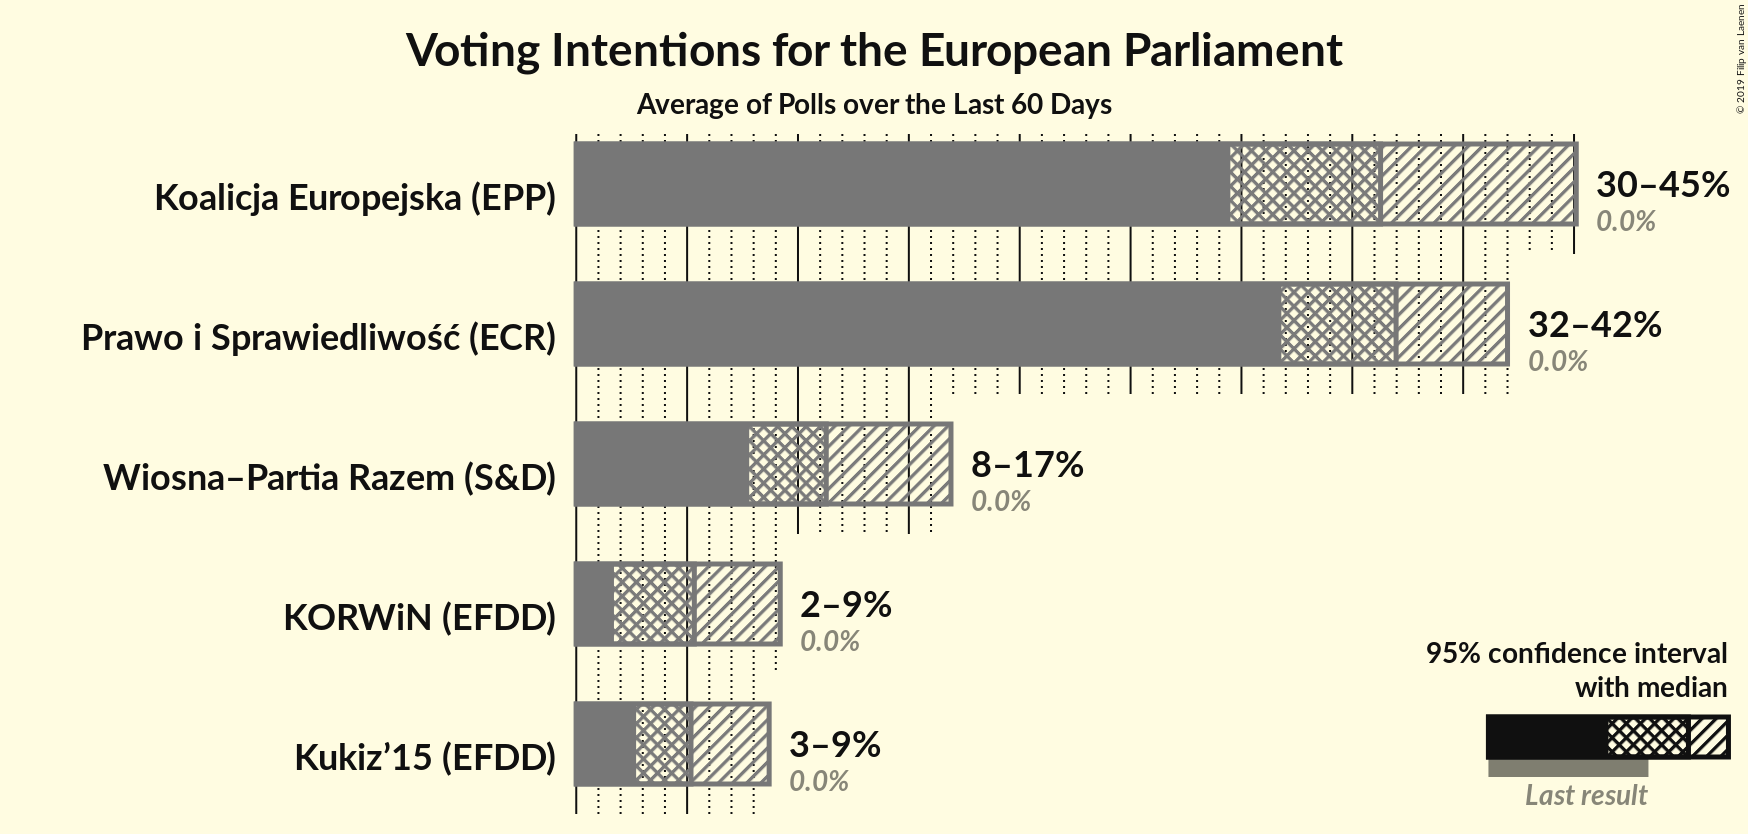 Voting Intentions for the European Parliament
Average of Polls over the Last 60 Days
© 2019 Filip van Laenen
Koalicja Europejska (EPP)
30–45%
0.0%
Prawo i Sprawiedliwość (ECR)
32–42%
0.0%
Wiosna–Partia Razem (S&D)
8–17%
0.0%
KORWiN (EFDD)
2–9%
0.0%
Kukiz’15 (EFDD)
3–9%
0.0%
95% confidence interval
with median
Last result